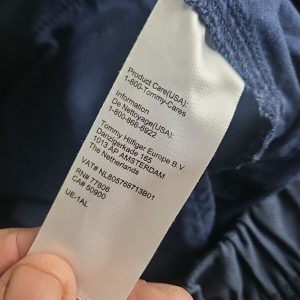 Product Care(USA):
1-800-Tommy-Cares
Information
De Nettoyage(USA):
1-800-866-6922
Tommy Hilfiger Europe B.V.
Danzigerkade 165
1013 AP AMSTERDAM
The Netherlands
VAT# NL805788713B01
RN# 77806
CA# 50900
UE-1AL